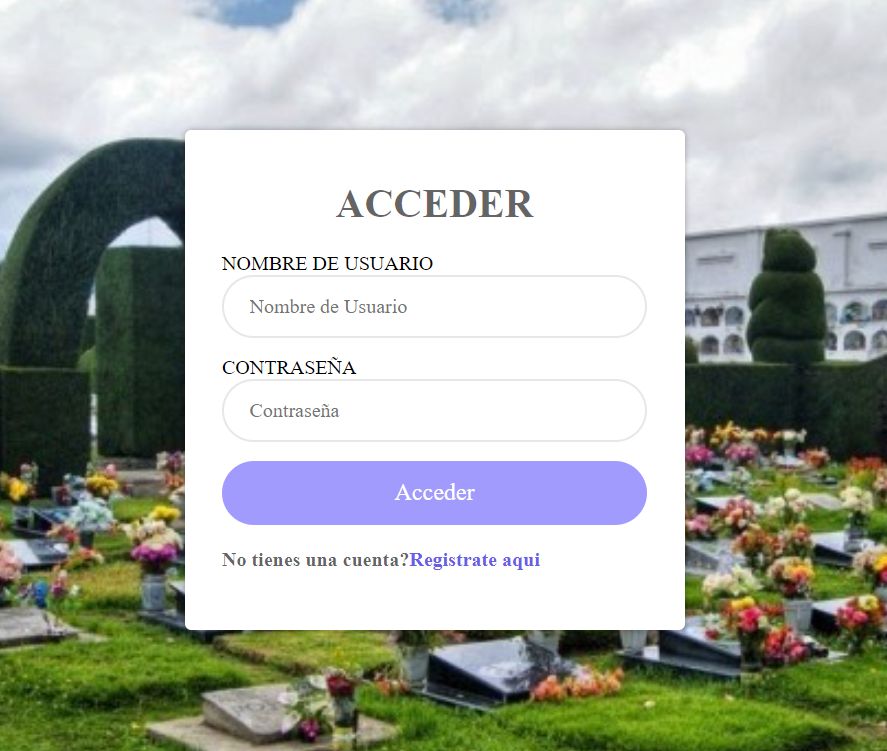 ACCEDER
NOMBRE DE USUARIO
Nombre de Usuario
CONTRASEÑA
Contraseña
Acceder
No tienes una cuenta?Registrate aqui